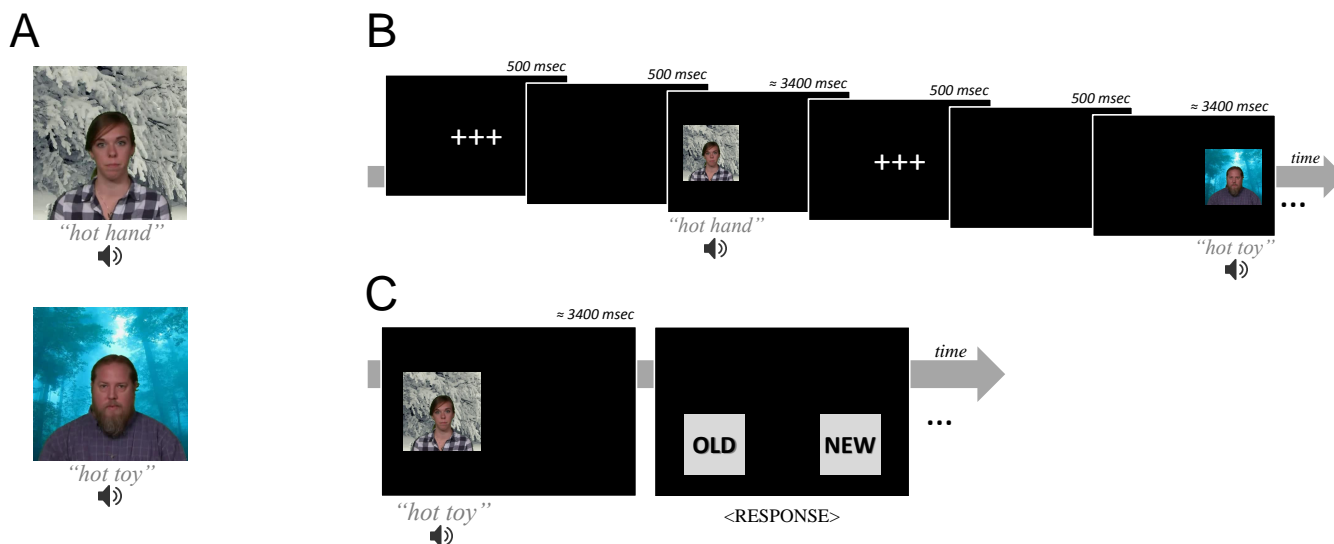 A
“hot hand”
“hot toy”
B
500 msec
500 msec
≈ 3400 msec
500 msec
500 msec
≈ 3400 msec
+++
+++
time
...
“hot hand”
“hot toy”
C
≈ 3400 msec
time
...
OLD
NEW
“hot toy”
<RESPONSE>